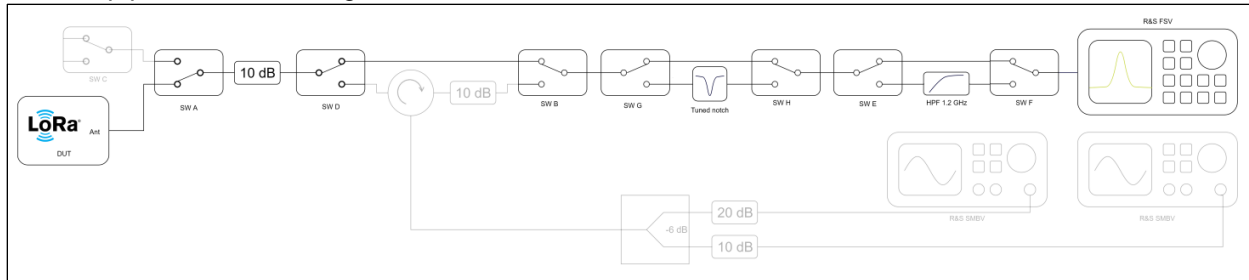 R&S FSV
SW C
10 dB
10 dB
SW A
SW D
SW B
SW G
Tuned notch
SW H
SW E
HPF 1.2 GHz
SW F
LoRa
Ant
DUT
20 dB
R&S SMBV
R&S SMBV
-6 dB
10 dB